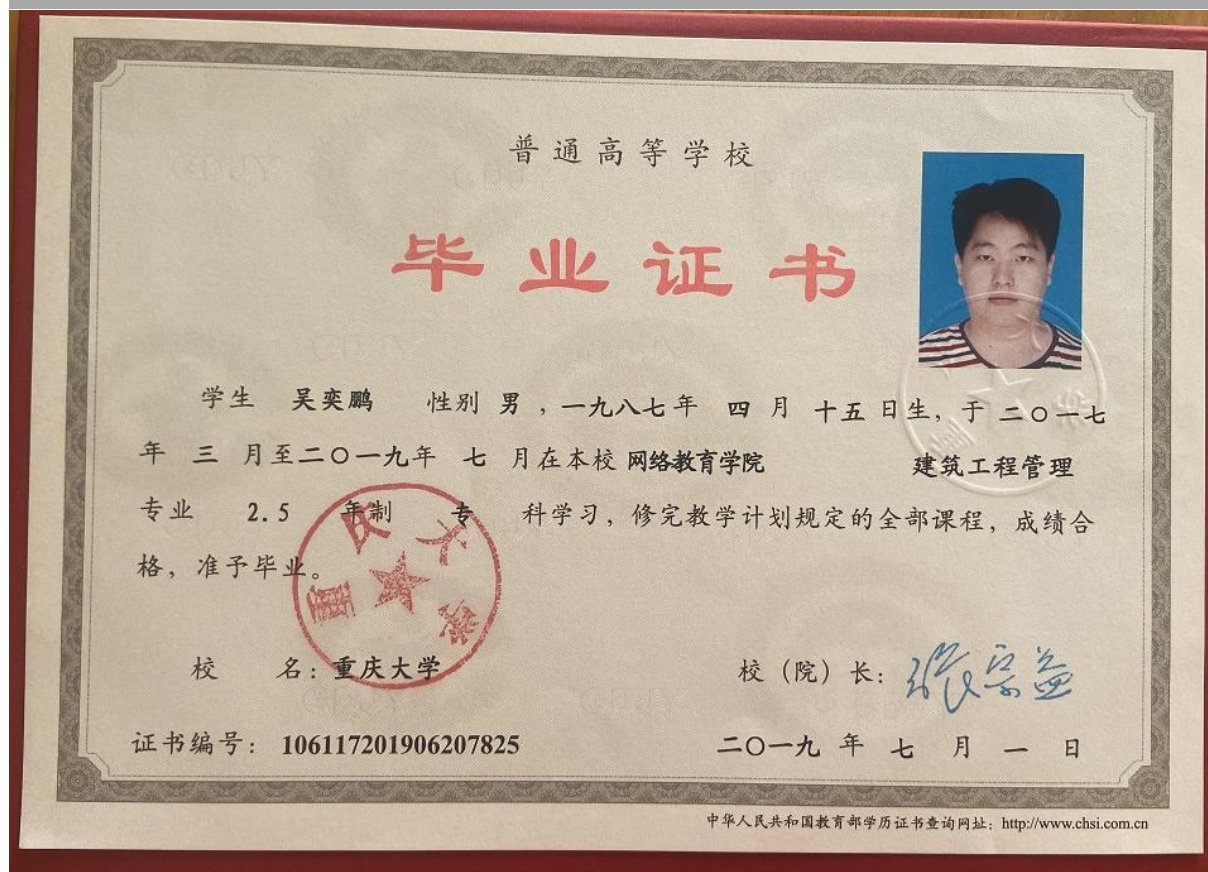 普通高等学校
毕业证书
学生 吴奕鹏 性别 男 ，一九八七年 四 月 十五 日生，于 二〇一七
年 三 月至二〇一九年 七 月在本校 网络教育学院 建筑工程管理
专业 2.5 年制 专 科学习，修完教学计划规定的全部课程，成绩合
格，准予毕业。
重庆大学
校 名：重庆大学 校（院）长：张宗益
证书编号： 106117201906207825 二〇一九 年 七 月 一 日
中华人民共和国教育部学历证书查询网址：http://www.chsi.com.cn